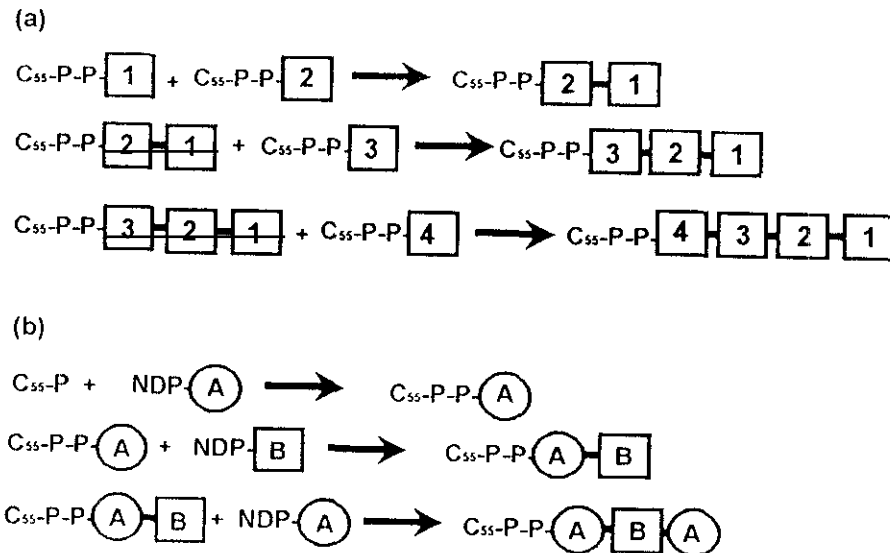 (a)
C₅₅-P-P-1 + C₅₅-P-P-2 C₅₅-P-P-2-1
C₅₅-P-P-2-1 + C₅₅-P-P-3 C₅₅-P-P-3-2-1
C₅₅-P-P-3-2-1 + C₅₅-P-P-4 C₅₅-P-P-4-3-2-1
(b)
C₅₅-P + NDP-A C₅₅-P-P-A
C₅₅-P-P-A + NDP-B C₅₅-P-P-A-B
C₅₅-P-P-A-B + NDP-A C₅₅-P-P-A-B-A